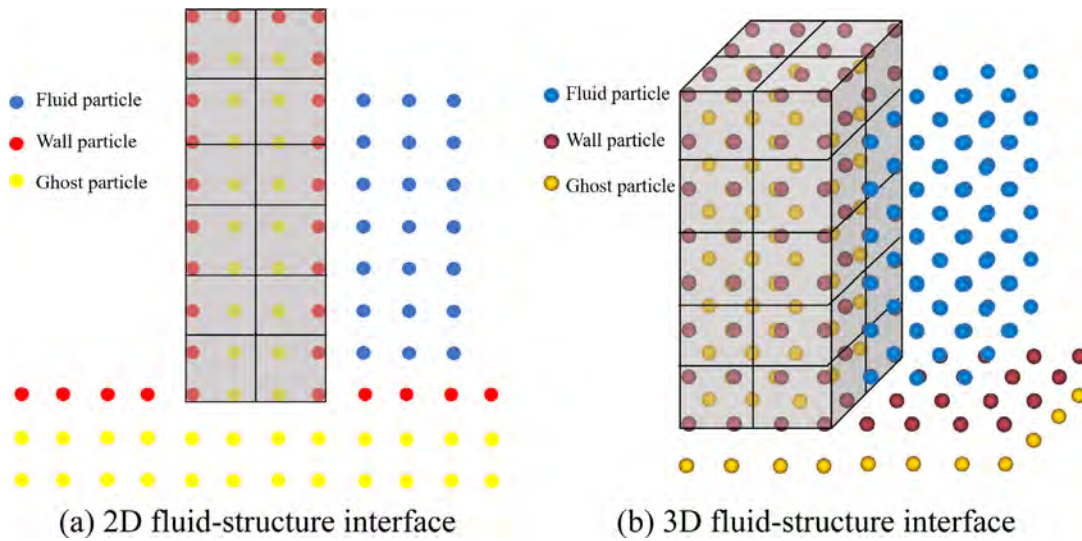 Fluid particle
Wall particle
Ghost particle
Fluid particle
Wall particle
Ghost particle
(a) 2D fluid-structure interface
(b) 3D fluid-structure interface